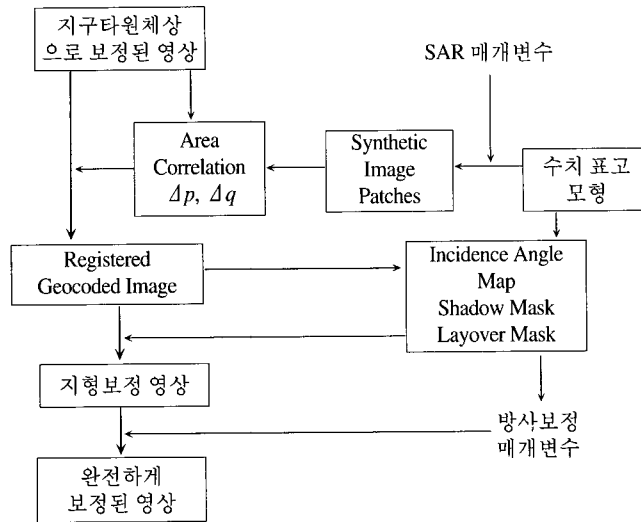 지구타원체상
으로 보정된 영상
SAR 매개변수
Area
Correlation
Δp, Δq
Synthetic
Image
Patches
수치 표고
모형
Registered
Geocoded Image
Incidence Angle
Map
Shadow Mask
Layover Mask
지형보정 영상
방사보정
매개변수
완전하게
보정된 영상